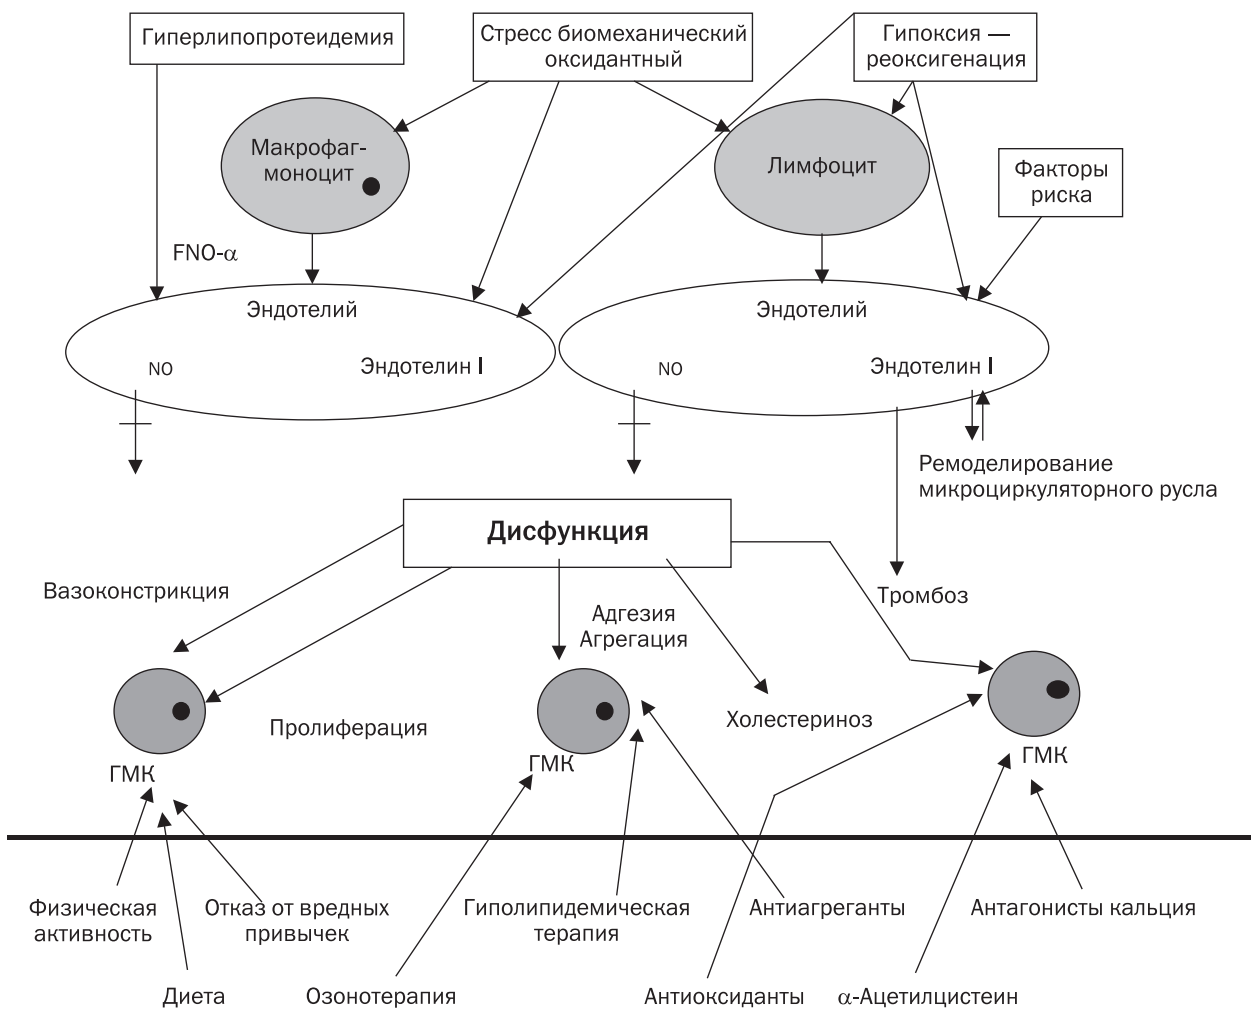 Гиперлипопротеидемия
Стресс биомеханический
оксидантный
Гипоксия —
реоксигенация
Макрофаг-
моноцит
Лимфоцит
Факторы
риска
FNO-α
Эндотелий
NO
Эндотелин I
Эндотелий
NO
Эндотелин I
Ремоделирование
микроциркуляторного русла
Дисфункция
Вазоконстрикция
Адгезия
Агрегация
Тромбоз
Пролиферация
Холестериноз
ГМК
ГМК
ГМК
Физическая
активность
Отказ от вредных
привычек
Гиполипидемическая
терапия
Антиагреганты
Антагонисты кальция
Диета
Озонотерапия
Антиоксиданты
α-Ацетилцистеин